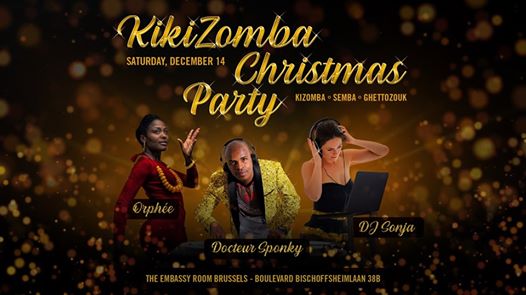 KikiZomba
SATURDAY, DECEMBER 14
Christmas
Party
KIZOMBA • SEMBA • GHETTOZOUK
Orphée
Docteur Sponky
DJ Sonja
THE EMBASSY ROOM BRUSSELS - BOULEVARD BISCHOFFSHEIMLAAN 38B